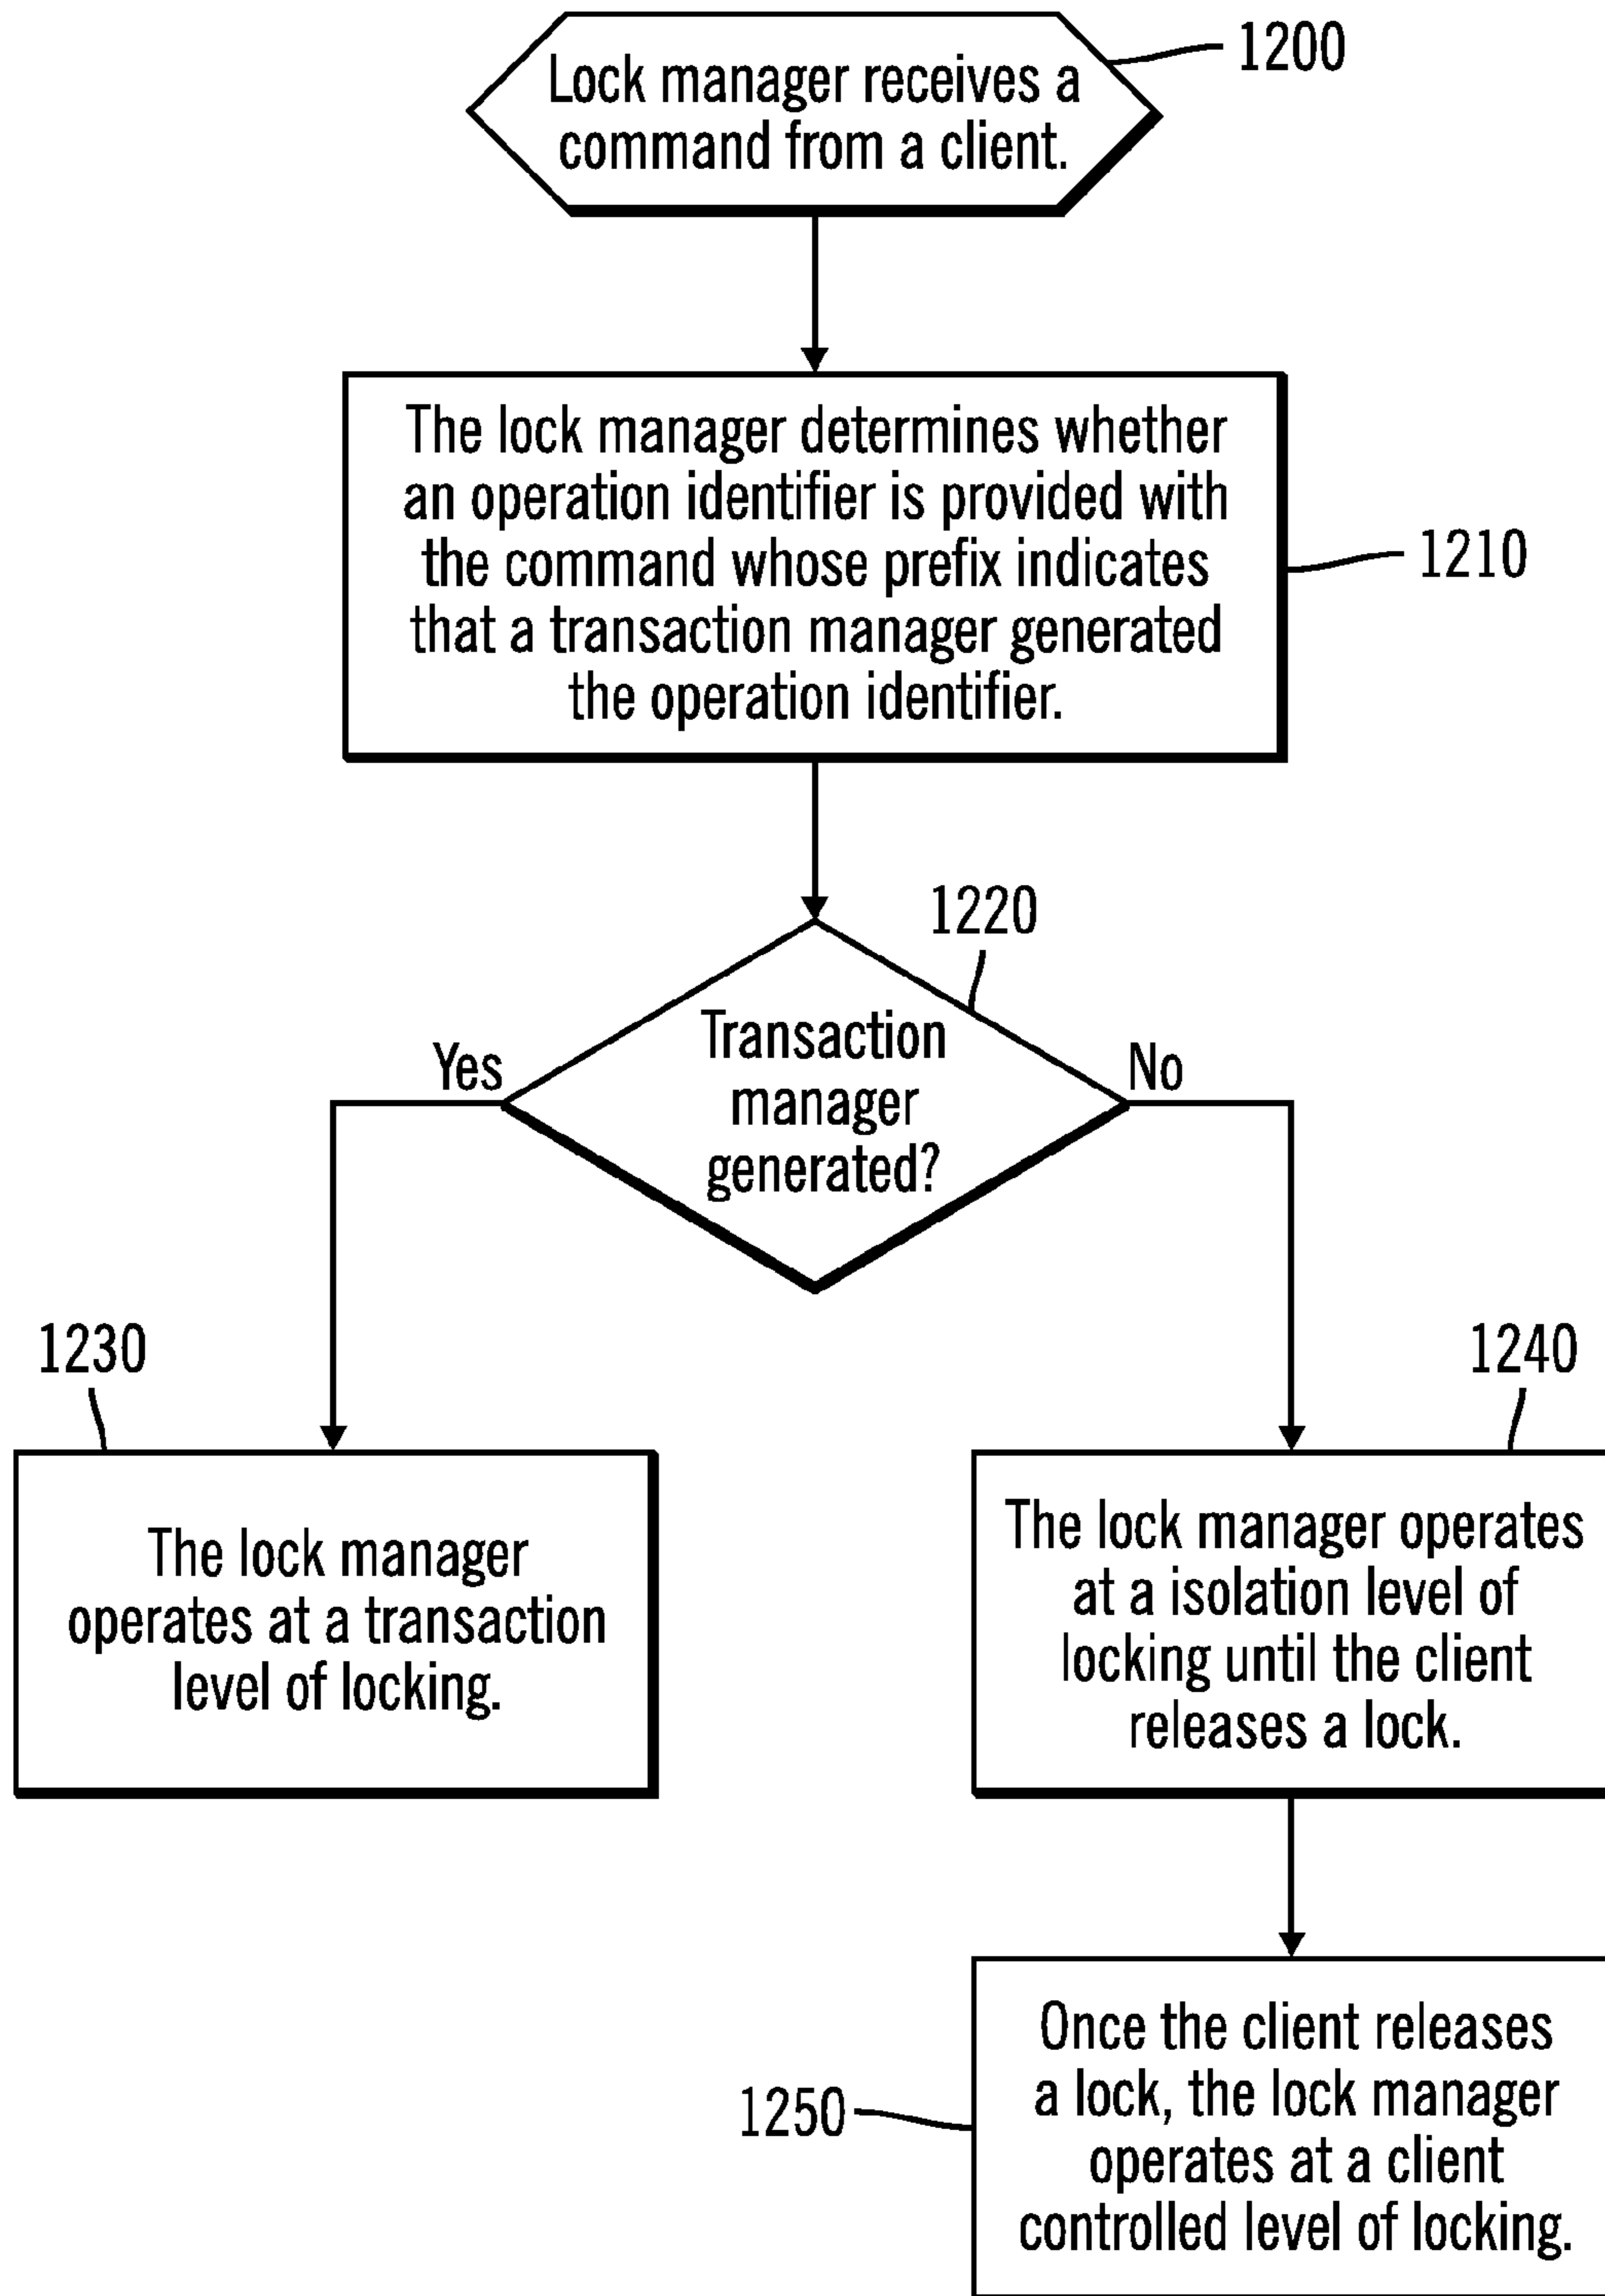 Lock manager receives a
command from a client.
1200
The lock manager determines whether
an operation identifier is provided with
the command whose prefix indicates
that a transaction manager generated
the operation identifier.
1210
1220
Transaction
manager
generated?
Yes
No
1230
The lock manager
operates at a transaction
level of locking.
1240
The lock manager operates
at a isolation level of
locking until the client
releases a lock.
1250
Once the client releases
a lock, the lock manager
operates at a client
controlled level of locking.